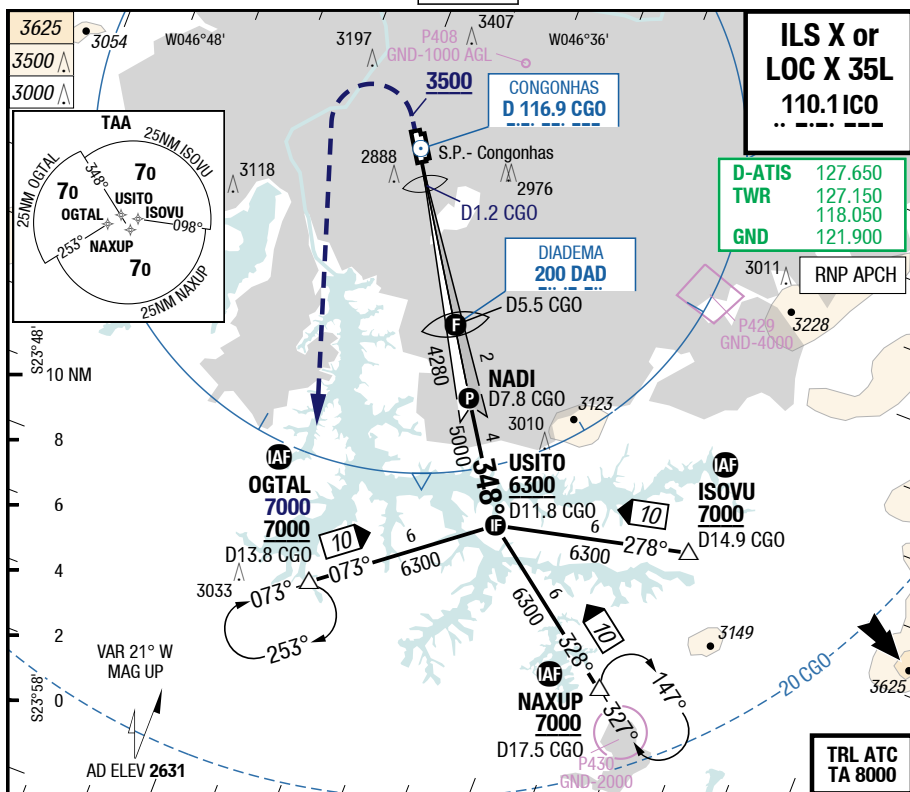 3625
3500
3000
3054
W046°48'
3197
3407
P408
GND-1000 AGL
W046°36'
ILS X or
LOC X 35L
110.1 ICO
3500
CONGONHAS
D 116.9 CGO
TAA
25NM OGTAL
25NM ISOVU
348°
70
70
USITO
OGTAL
ISOVU
098°
253°
NAXUP
70
25NM NAXUP
3118
2888
S.P.- Congonhas
2976
D1.2 CGO
D-ATIS 127.650
TWR 127.150
118.050
GND 121.900
DIADEMA
200 DAD
3011
RNP APCH
D5.5 CGO
F
P429
GND-4000
3228
S23°48'
10 NM
4280
2
NADI
D7.8 CGO
P
5000
4
3010
3123
8
IAF
OGTAL
7000
7000
D13.8 CGO
348°
USITO
6300
D11.8 CGO
IF
IAF
ISOVU
7000
D14.9 CGO
6
10
6
6300
073°
10
6
6300
278°
4
3033
073°
253°
6300
6
10
328°
2
VAR 21° W
MAG UP
3149
20 CGO
3625
S23°58'
0
IAF
NAXUP
7000
D17.5 CGO
147°
327°
P430
GND-2000
AD ELEV 2631
TRL ATC
TA 8000